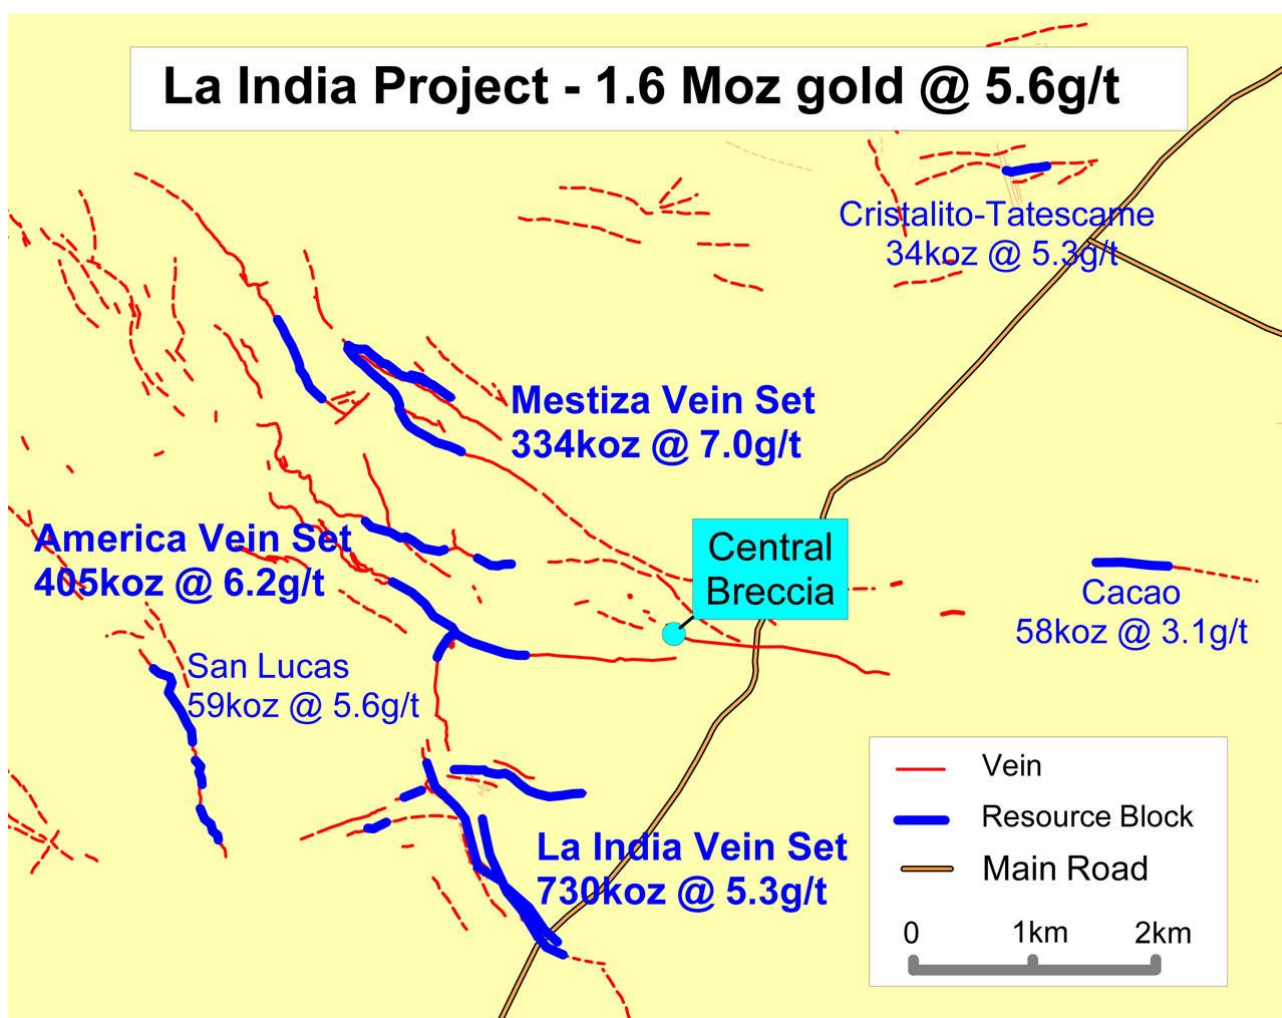 La India Project - 1.6 Moz gold @ 5.6g/t
Cristalito-Tatescame
34koz @ 5.3g/t
Mestiza Vein Set
334koz @ 7.0g/t
America Vein Set
405koz @ 6.2g/t
Central
Breccia
Cacao
58koz @ 3.1g/t
San Lucas
59koz @ 5.6g/t
La India Vein Set
730koz @ 5.3g/t
Vein
Resource Block
Main Road
0 1km 2km